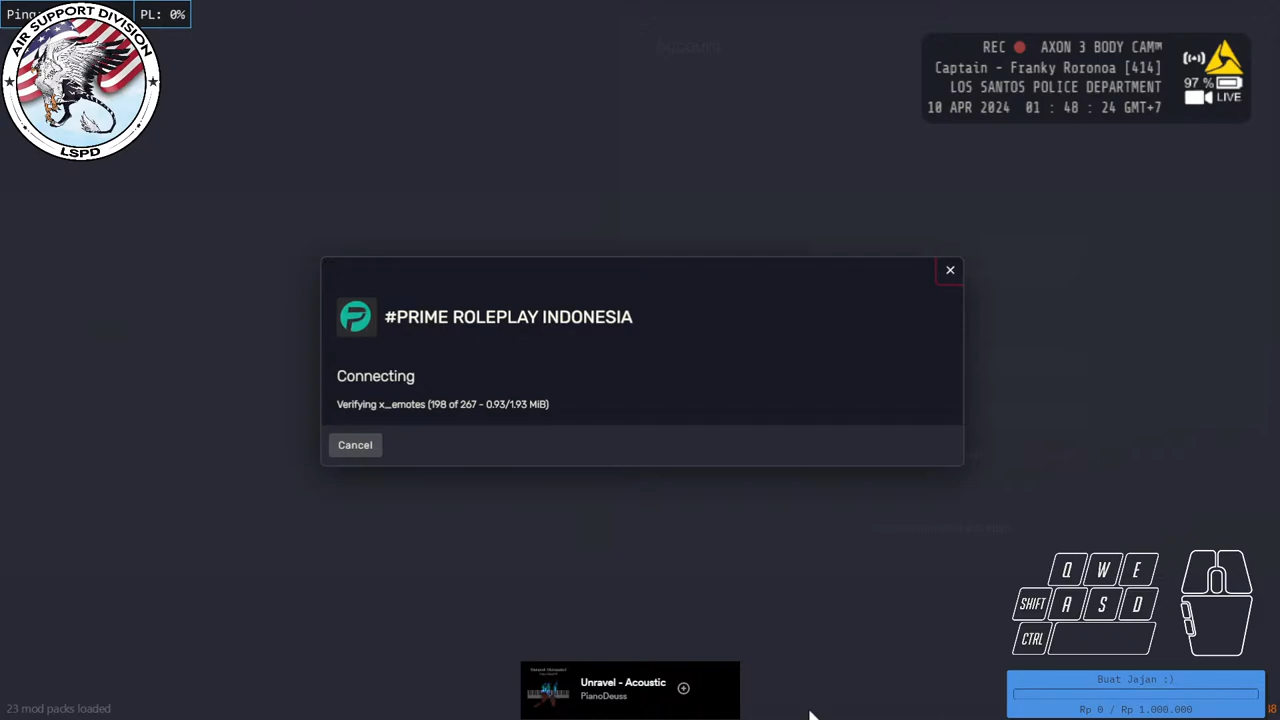 Ping:
PL: 0%
AIR SUPPORT DIVISION
LSPD
REC AXON 3 BODY CAM™
Captain - Franky Roronoa [414]
LOS SANTOS POLICE DEPARTMENT
10 APR 2024 01 : 48 : 24 GMT+7
97 %
LIVE
#PRIME ROLEPLAY INDONESIA
Connecting
Verifying x_emotes (198 of 267 - 0.93/1.93 MiB)
Cancel
Q W E
SHIFT A S D
CTRL
Unravel - Acoustic
PianoDeuss
Buat Jajan :)
Rp 0 / Rp 1.000.000
23 mod packs loaded